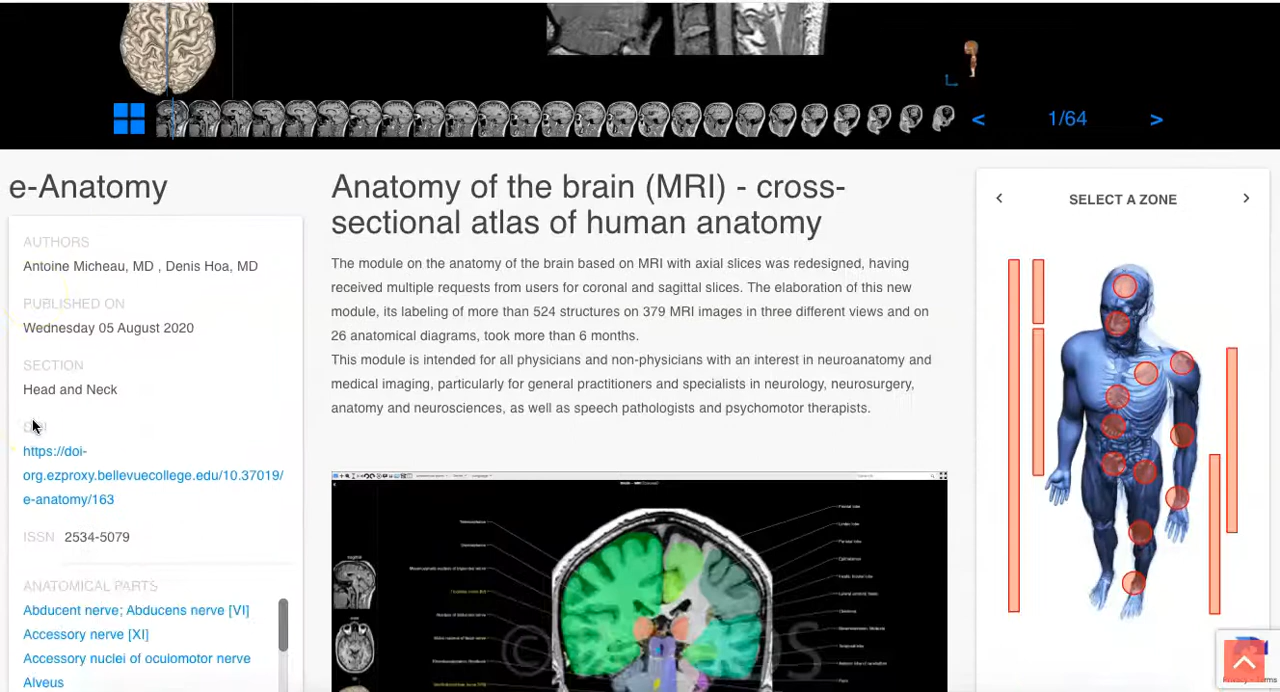 < 1/64 >
e-Anatomy
AUTHORS
Antoine Micheau, MD , Denis Hoa, MD
PUBLISHED ON
Wednesday 05 August 2020
SECTION
Head and Neck
https://doi-
org.ezproxy.bellevuecollege.edu/10.37019/
e-anatomy/163
ISSN 2534-5079
ANATOMICAL PARTS
Abducent nerve; Abducens nerve [VI]
Accessory nerve [XI]
Accessory nuclei of oculomotor nerve
Alveus
Anatomy of the brain (MRI) - cross-
sectional atlas of human anatomy
The module on the anatomy of the brain based on MRI with axial slices was redesigned, having
received multiple requests from users for coronal and sagittal slices. The elaboration of this new
module, its labeling of more than 524 structures on 379 MRI images in three different views and on
26 anatomical diagrams, took more than 6 months.
This module is intended for all physicians and non-physicians with an interest in neuroanatomy and
medical imaging, particularly for general practitioners and specialists in neurology, neurosurgery,
anatomy and neurosciences, as well as speech pathologists and psychomotor therapists.
SELECT A ZONE